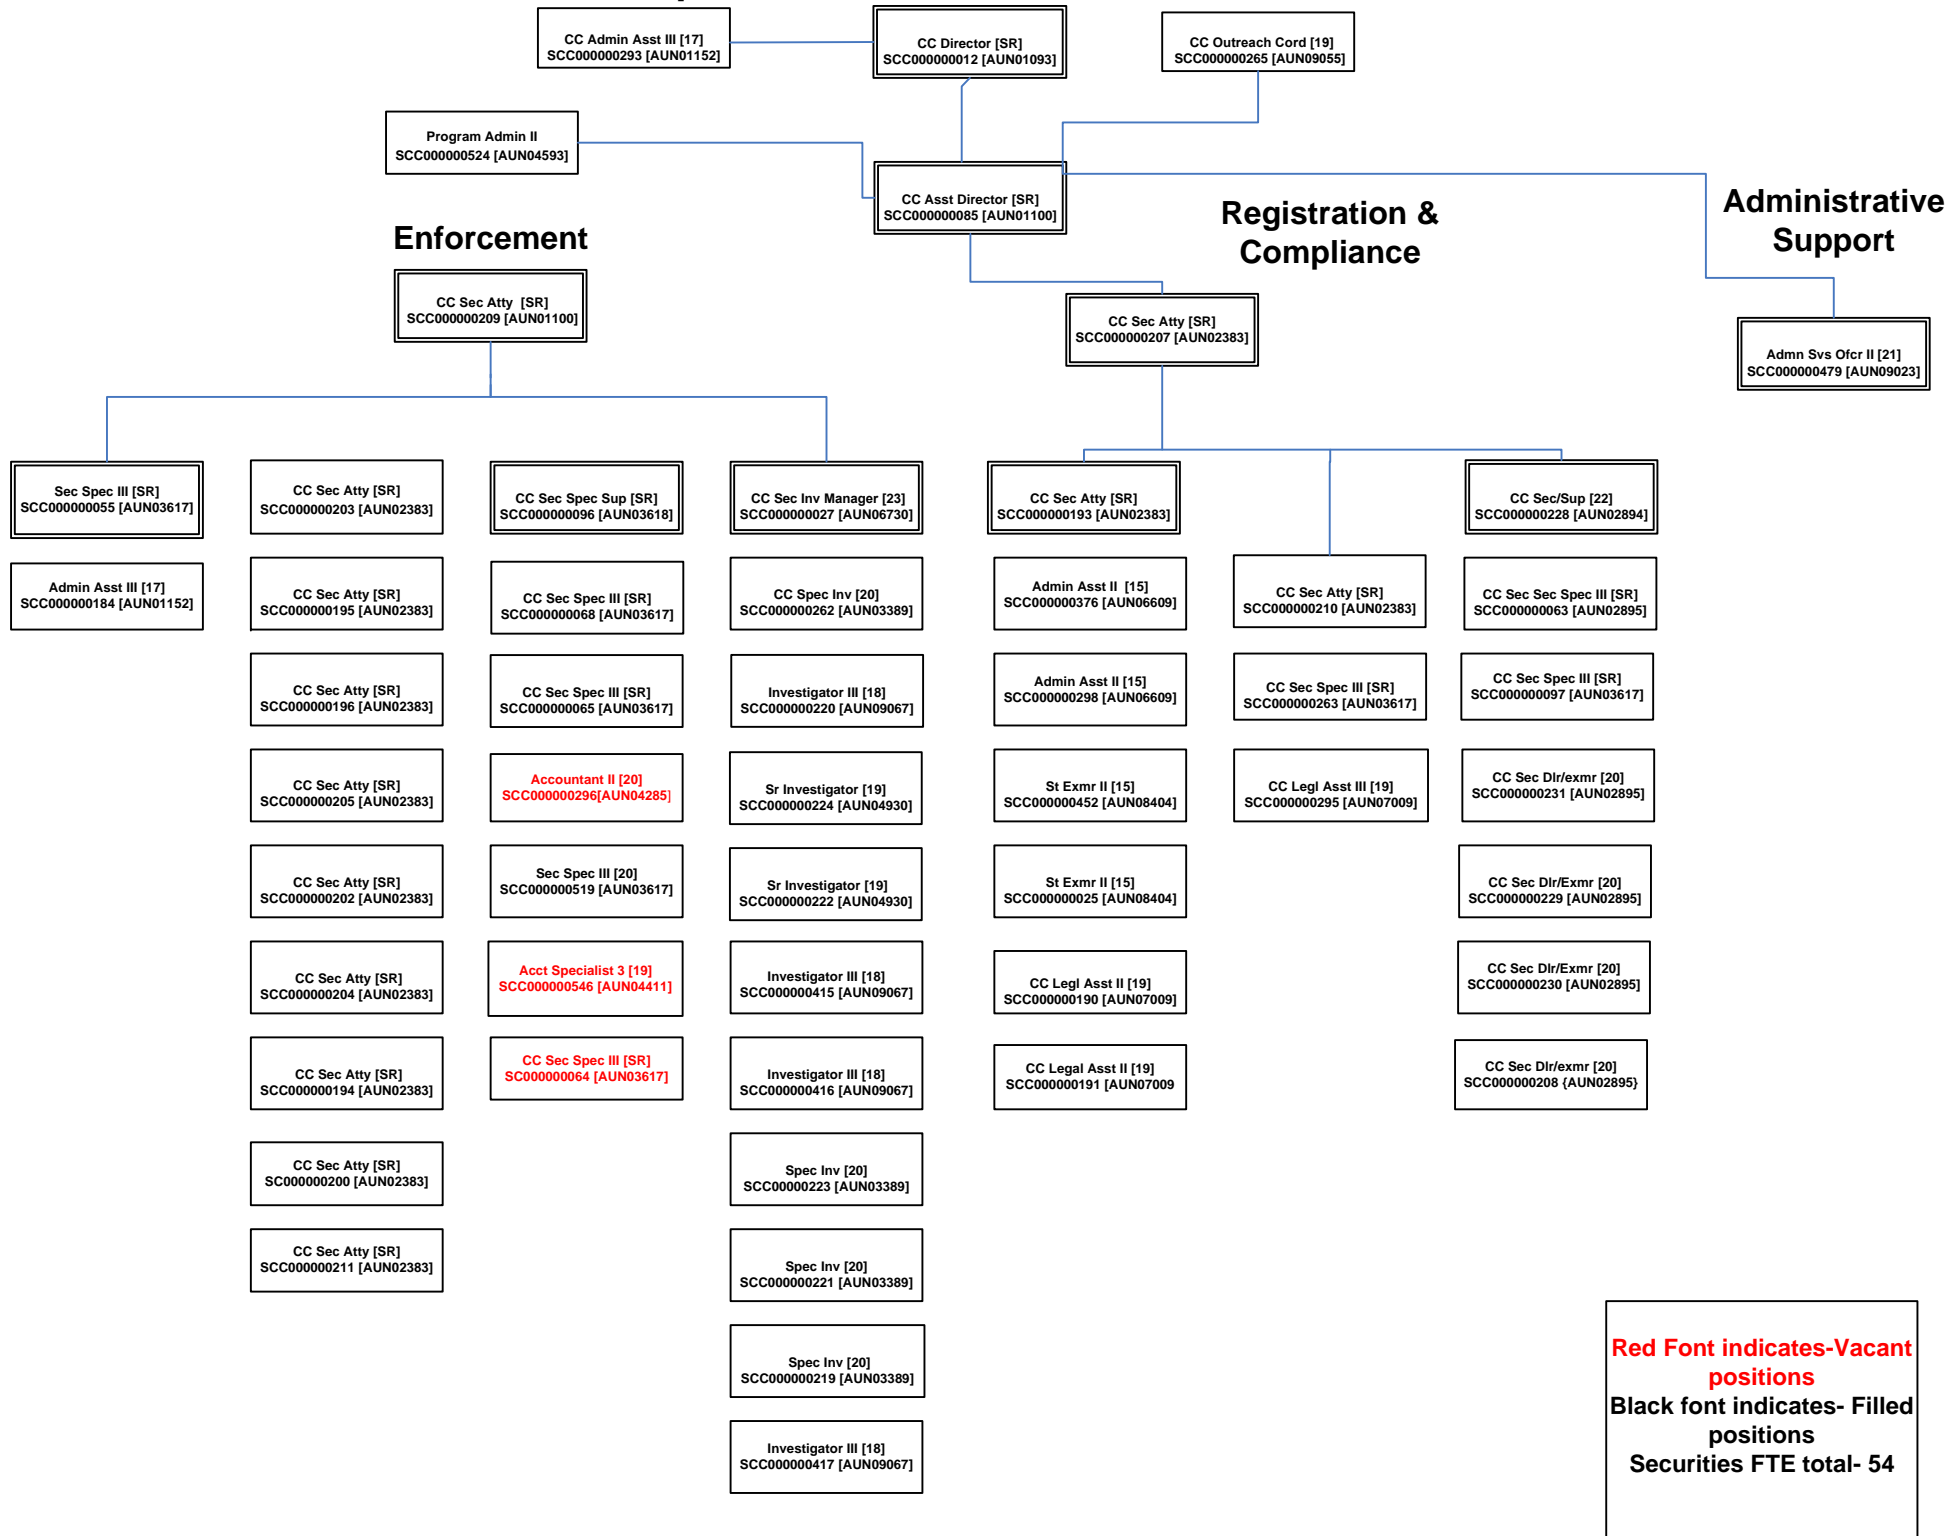 CC Admin Asst III [17]
SCC000000293 [AUN01152]
CC Director [SR]
SCC000000012 [AUN01093]
CC Outreach Cord [19]
SCC000000265 [AUN09055]
Program Admin II
SCC000000524 [AUN04593]
CC Asst Director [SR]
SCC000000085 [AUN01100]
Enforcement
Registration &
Compliance
Administrative
Support
CC Sec Atty  [SR]
SCC000000209 [AUN01100]
CC Sec Atty [SR]
SCC000000207 [AUN02383]
Admn Svs Ofcr II [21]
SCC000000479 [AUN09023]
Sec Spec III [SR]
SCC000000055 [AUN03617]
Admin Asst III [17]
SCC000000184 [AUN01152]
CC Sec Atty [SR]
SCC000000203 [AUN02383]
CC Sec Atty [SR]
SCC000000195 [AUN02383]
CC Sec Atty [SR]
SCC000000196 [AUN02383]
CC Sec Atty [SR]
SCC000000205 [AUN02383]
CC Sec Atty [SR]
SCC000000202 [AUN02383]
CC Sec Atty [SR]
SCC000000204 [AUN02383]
CC Sec Atty [SR]
SCC000000194 [AUN02383]
CC Sec Atty [SR]
SC000000200 [AUN02383]
CC Sec Atty [SR]
SCC000000211 [AUN02383]
CC Sec Spec Sup [SR]
SCC000000096 [AUN03618]
CC Sec Spec III [SR]
SCC000000068 [AUN03617]
CC Sec Spec III [SR]
SCC000000065 [AUN03617]
Accountant II [20]
SCC000000296[AUN04285]
Sec Spec III [20]
SCC000000519 [AUN03617]
Acct Specialist 3 [19]
SCC000000546 [AUN04411]
CC Sec Spec III [SR]
SC000000064 [AUN03617]
CC Sec Inv Manager [23]
SCC000000027 [AUN06730]
CC Spec Inv [20]
SCC000000262 [AUN03389]
Investigator III [18]
SCC000000220 [AUN09067]
Sr Investigator [19]
SCC000000224 [AUN04930]
Sr Investigator [19]
SCC000000222 [AUN04930]
Investigator III [18]
SCC000000415 [AUN09067]
Investigator III [18]
SCC000000416 [AUN09067]
Spec Inv [20]
SCC00000223 [AUN03389]
Spec Inv [20]
SCC000000221 [AUN03389]
Spec Inv [20]
SCC000000219 [AUN03389]
Investigator III [18]
SCC000000417 [AUN09067]
CC Sec Atty [SR]
SCC000000193 [AUN02383]
Admin Asst II  [15]
SCC000000376 [AUN06609]
Admin Asst II [15]
SCC000000298 [AUN06609]
St Exmr II [15]
SCC000000452 [AUN08404]
St Exmr II [15]
SCC000000025 [AUN08404]
CC Legl Asst II [19]
SCC000000190 [AUN07009]
CC Legal Asst II [19]
SCC000000191 [AUN07009
CC Sec Atty [SR]
SCC000000210 [AUN02383]
CC Sec Spec III [SR]
SCC000000263 [AUN03617]
CC Legl Asst III [19]
SCC000000295 [AUN07009]
CC Sec/Sup [22]
SCC000000228 [AUN02894]
CC Sec Sec Spec III [SR]
SCC000000063 [AUN02895]
CC Sec Spec III [SR]
SCC000000097 [AUN03617]
CC Sec Dlr/exmr [20]
SCC000000231 [AUN02895]
CC Sec Dlr/Exmr [20]
SCC000000229 [AUN02895]
CC Sec Dlr/Exmr [20]
SCC000000230 [AUN02895]
CC Sec Dlr/exmr [20]
SCC000000208 {AUN02895}
Red Font indicates-Vacant
positions
Black font indicates- Filled
positions
Securities FTE total- 54